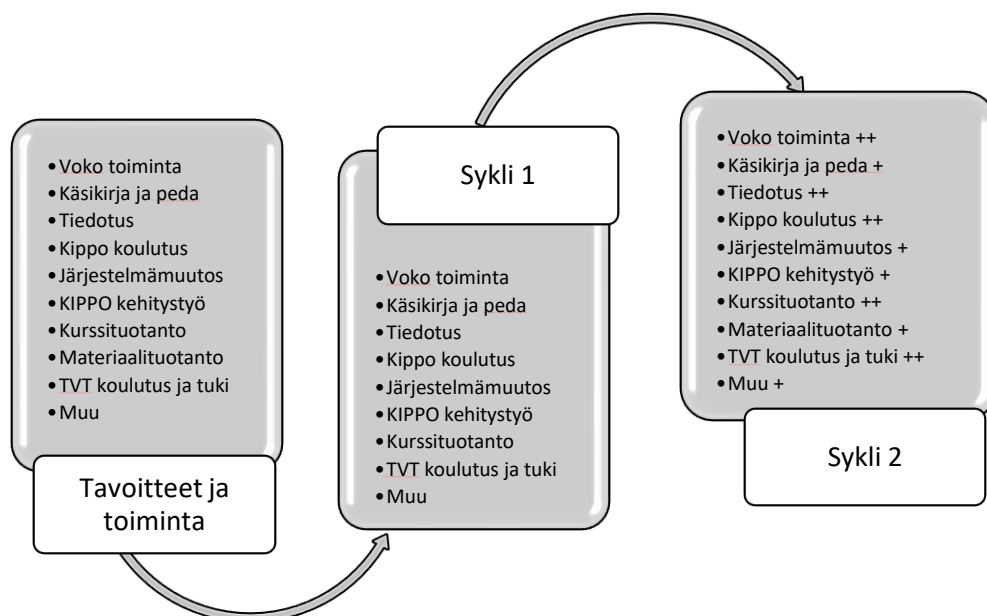 • Voko toiminta
• Käsikirja ja peda
• Tiedotus
• Kippo koulutus
• Järjestelmämuutos
• KIPPO kehitystyö
• Kurssituotanto
• Materiaalituotanto
• TVT koulutus ja tuki
• Muu
Tavoitteet ja
toiminta
Sykli 1
• Voko toiminta
• Käsikirja ja peda
• Tiedotus
• Kippo koulutus
• Järjestelmämuutos
• KIPPO kehitystyö
• Kurssituotanto
• TVT koulutus ja tuki
• Muu
• Voko toiminta ++
• Käsikirja ja peda +
• Tiedotus ++
• Kippo koulutus ++
• Järjestelmämuutos +
• KIPPO kehitystyö +
• Kurssituotanto ++
• Materiaalituotanto +
• TVT koulutus ja tuki ++
• Muu +
Sykli 2